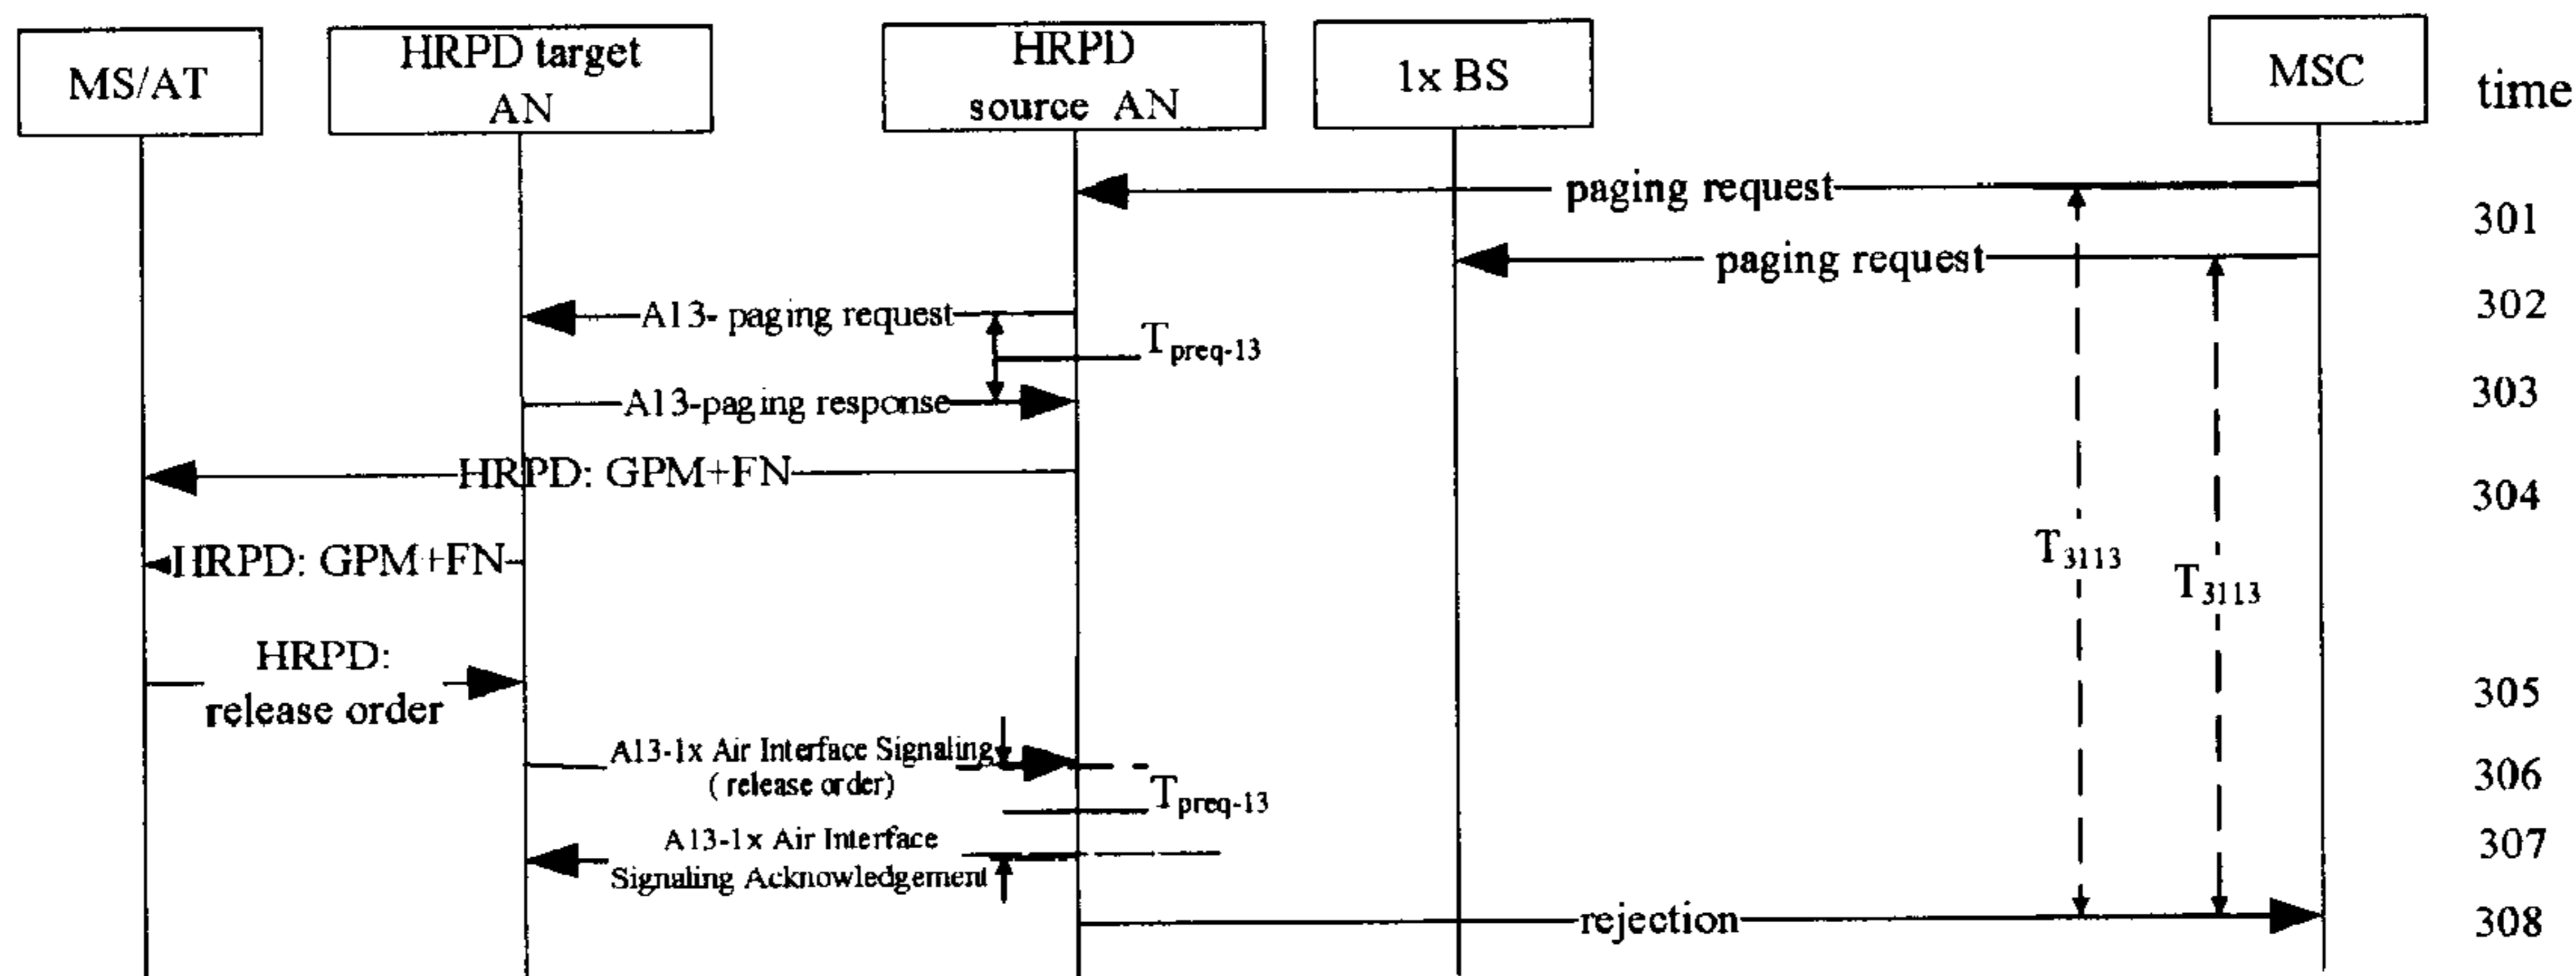 MS/AT
HRPD target
AN
HRPD
source AN
1x BS
MSC
time
paging request
301
paging request
A13- paging request
302
Tpreq-13
A13-paging response
303
HRPD: GPM+FN
304
T3113
HRPD: GPM+FN
T3113
HRPD:
release order
305
A13-1x Air Interface Signaling
( release order)
306
Tpreq-13
A13-1x Air Interface
Signaling Acknowledgement
307
rejection
308